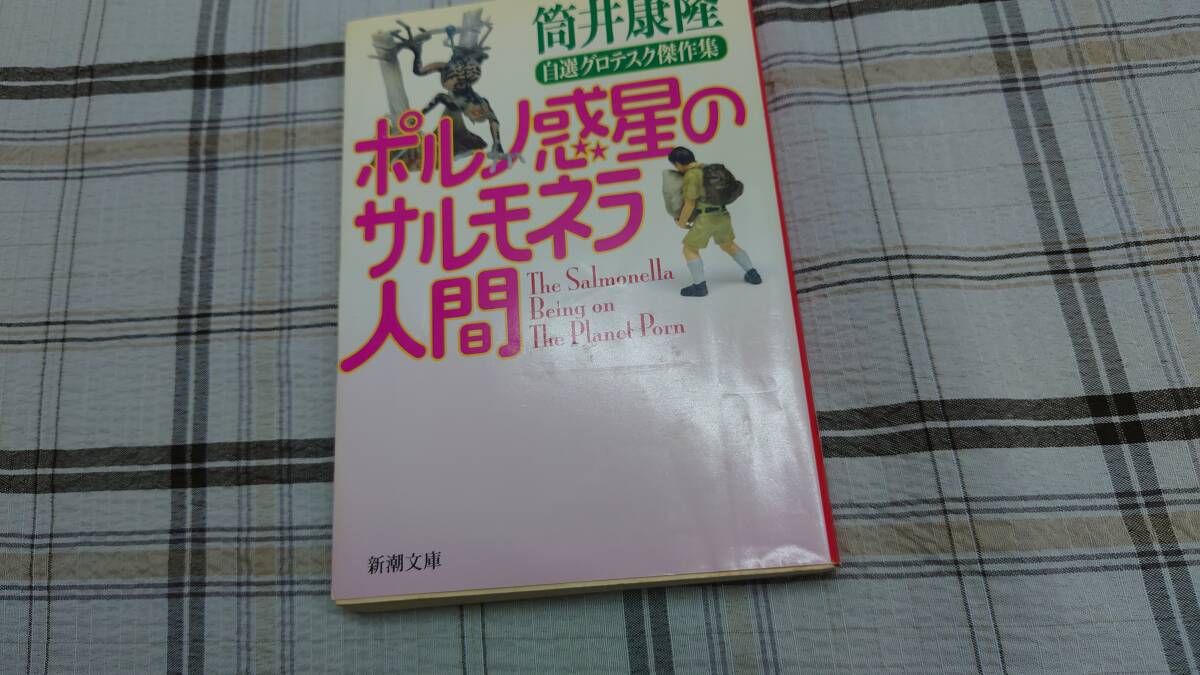 筒井康隆
自選グロテスク傑作集
ポルノ惑星の
サルモネラ
人間
The Salmonella
Being on
The Planet Porn
新潮文庫